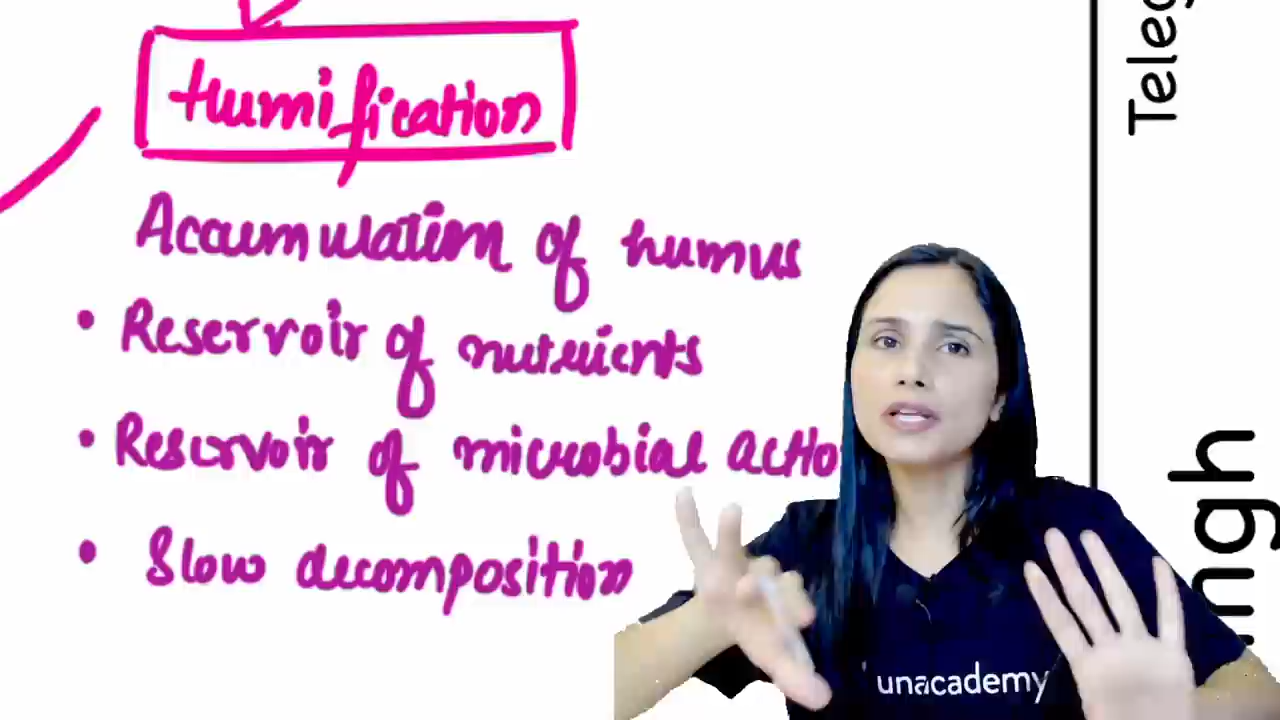 Humification
Accumulation of humus
• Reservoir of nutrients
• Reservoir of microbial actio
• Slow decomposition
unacademy
Teleg
ngh